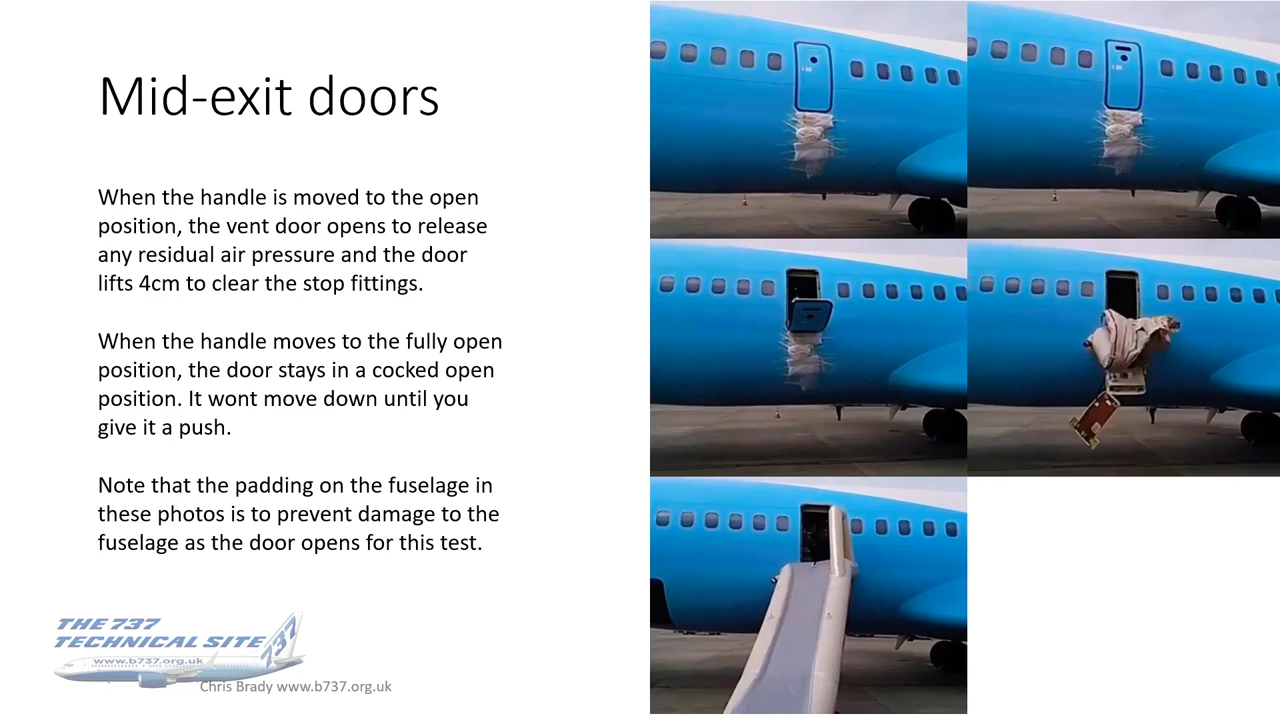 Mid-exit doors
When the handle is moved to the open
position, the vent door opens to release
any residual air pressure and the door
lifts 4cm to clear the stop fittings.
When the handle moves to the fully open
position, the door stays in a cocked open
position. It wont move down until you
give it a push.
Note that the padding on the fuselage in
these photos is to prevent damage to the
fuselage as the door opens for this test.
THE 737
TECHNICAL SITE
737
www.b737.org.uk
Chris Brady www.b737.org.uk